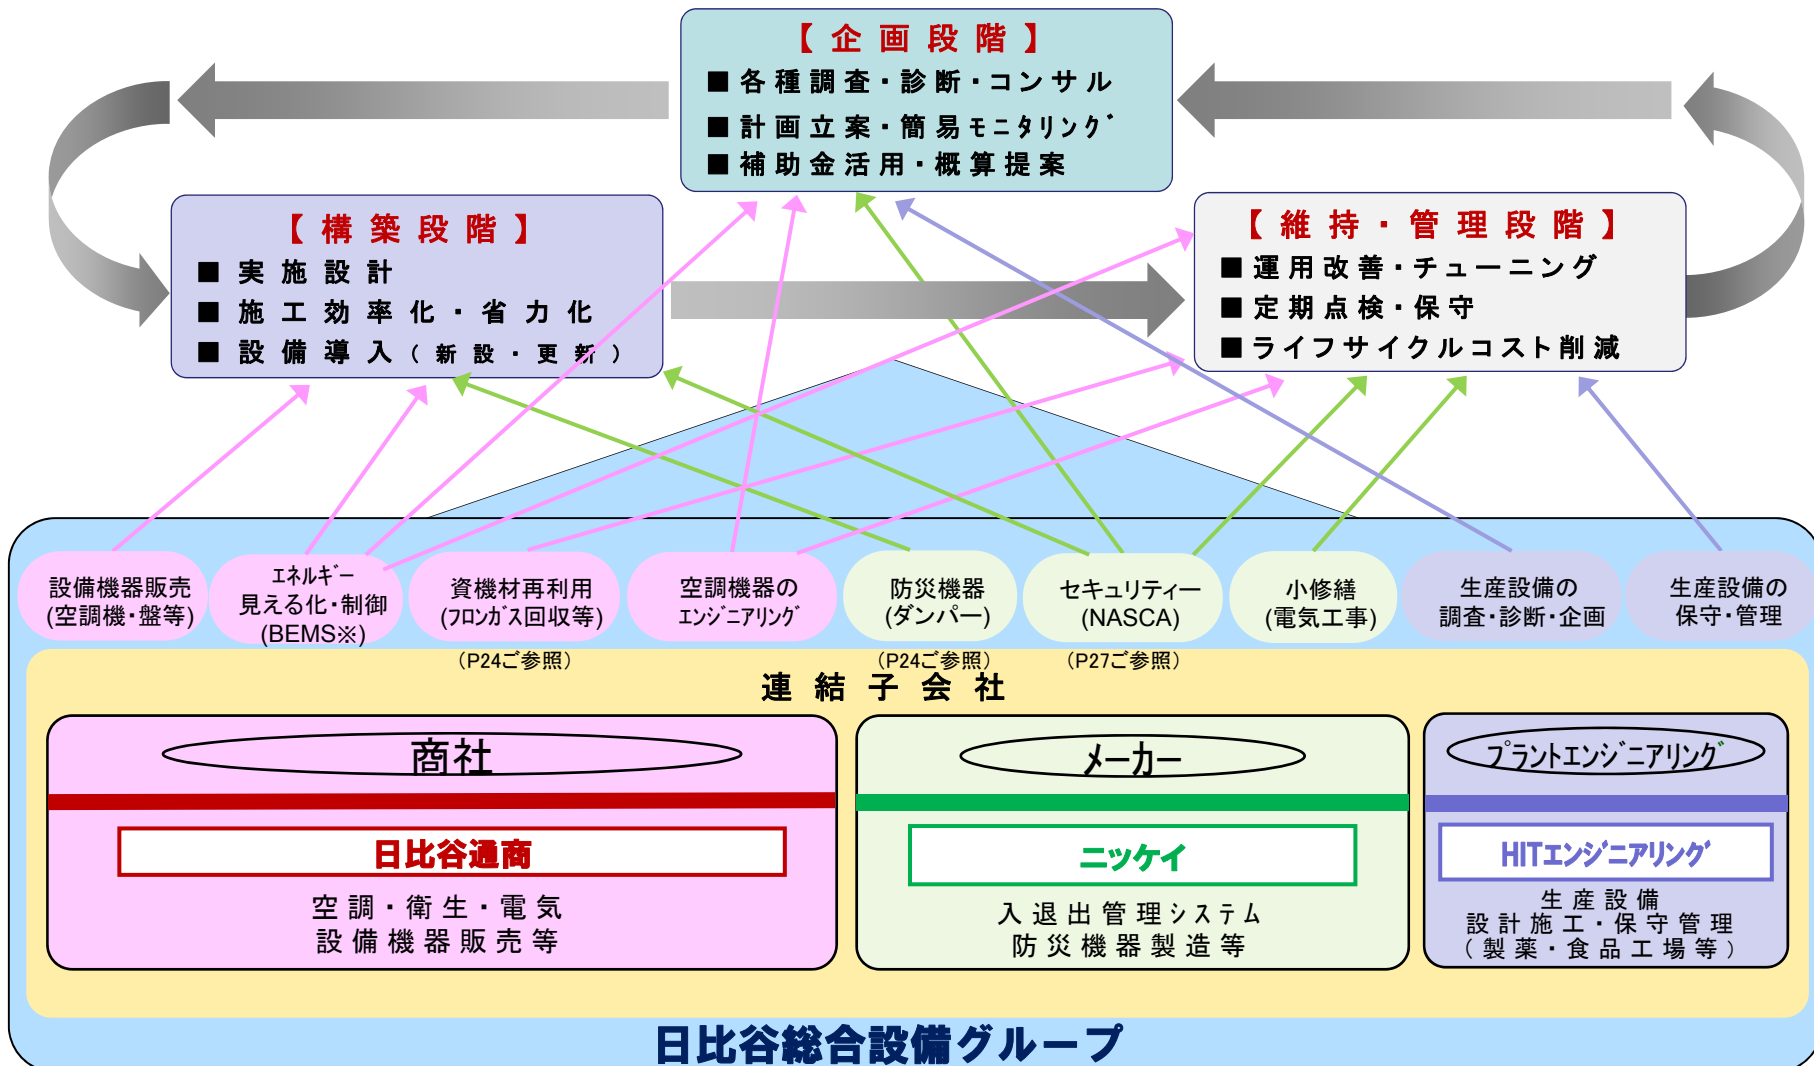 【企画段階】
■各種調査・診断・コンサル
■計画立案・簡易ﾓﾆﾀﾘﾝｸﾞ
■補助金活用・概算提案
【構築段階】
■ 実施設計
■ 施工効率化・省力化
■ 設備導入(新設・更新)
【維持・管理段階】
■運用改善・チューニング
■定期点検・保守
■ライフサイクルコスト削減
設備機器販売
(空調機・盤等)
ｴﾈﾙｷﾞｰ
見える化・制御
(BEMS※)
資機材再利用
(ﾌﾛﾝｶﾞｽ回収等)
(P24ご参照)
空調機器の
ｴﾝｼﾞﾆｱﾘﾝｸﾞ
防災機器
(ダンパー)
(P24ご参照)
セキュリティー
(NASCA)
(P27ご参照)
小修繕
(電気工事)
生産設備の
調査・診断・企画
生産設備の
保守・管理
連結子会社
商社
日比谷通商
空調・衛生・電気
設備機器販売等
メーカー
ニッケイ
入退出管理ｼｽﾃﾑ
防災機器製造等
ﾌﾟﾗﾝﾄｴﾝｼﾞﾆｱﾘﾝｸﾞ
HITｴﾝｼﾞﾆｱﾘﾝｸﾞ
生産設備
設計施工・保守管理
(製薬・食品工場等)
日比谷総合設備グループ